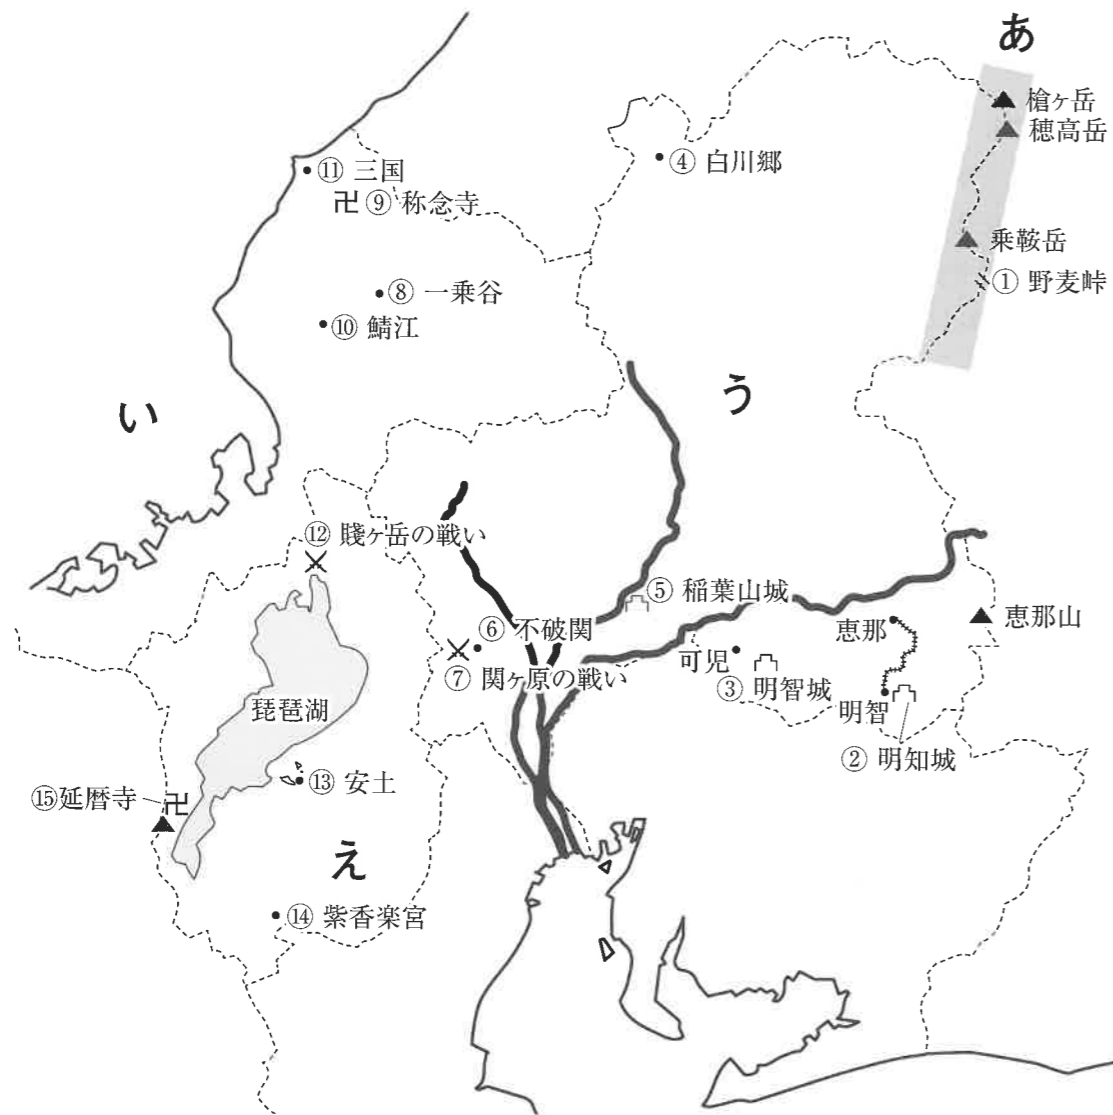 あ
槍ヶ岳
穂高岳
④ 白川郷
⑪ 三国
卍 ⑨ 称念寺
乗鞍岳
① 野麦峠
⑧ 一乗谷
⑩ 鯖江
い
う
⑫ 賤ヶ岳の戦い
⑤ 稲葉山城
恵那
恵那山
⑥ 不破関
可児
⑦ 関ヶ原の戦い
③ 明智城
明智
琵琶湖
② 明知城
⑬ 安土
⑮延暦寺 卍
え
⑭ 紫香楽宮